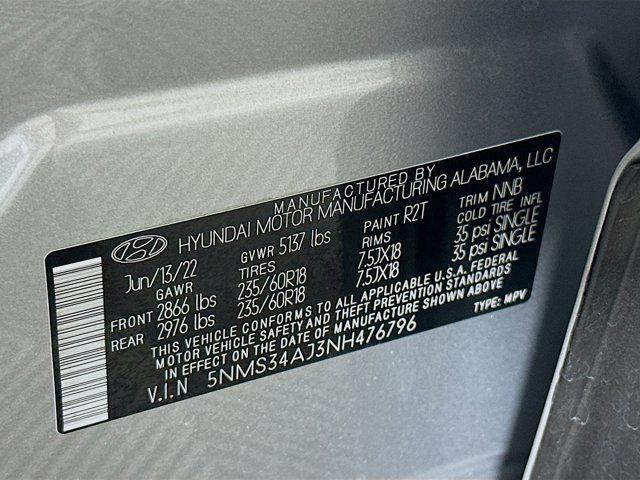 MANUFACTURED BY
HYUNDAI MOTOR MANUFACTURING ALABAMA, LLC
Jun/13/22 GVWR 5137 lbs PAINT R2T TRIM NNB
GAWR TIRES RIMS COLD TIRE INFL
FRONT 2866 lbs 235/60R18 7.5JX18 35 psi SINGLE
REAR 2976 lbs 235/60R18 7.5JX18 35 psi SINGLE
THIS VEHICLE CONFORMS TO ALL APPLICABLE U.S.A. FEDERAL
MOTOR VEHICLE SAFETY AND THEFT PREVENTION STANDARDS
IN EFFECT ON THE DATE OF MANUFACTURE SHOWN ABOVE
V.I.N 5NMS34AJ3NH476796 TYPE: MPV